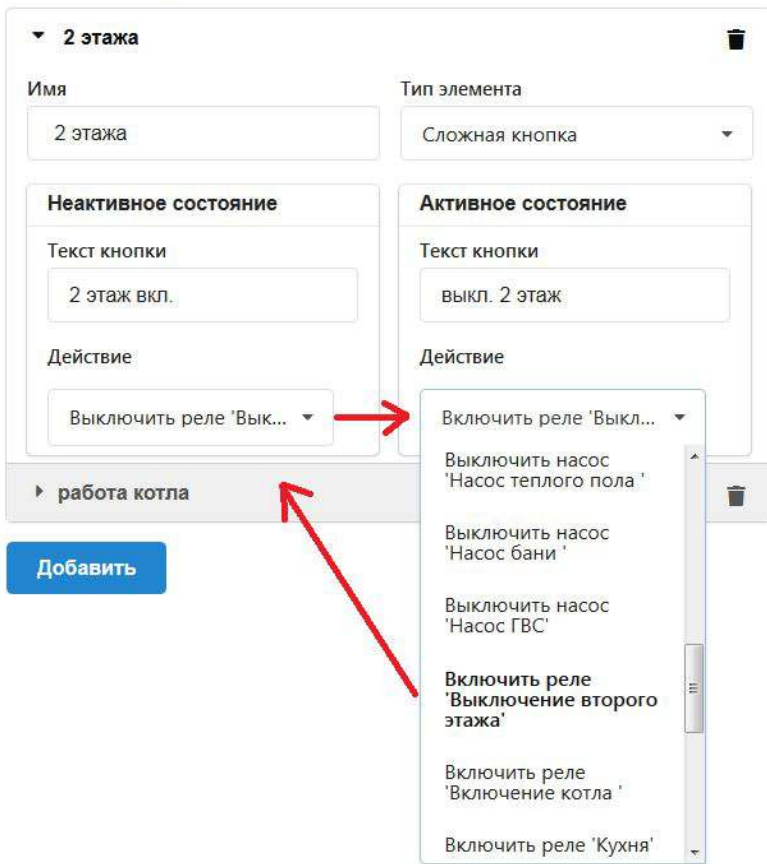 2 этажа
Имя
Тип элемента
2 этажа
Сложная кнопка
Неактивное состояние
Активное состояние
Текст кнопки
Текст кнопки
2 этаж вкл.
выкл. 2 этаж
Действие
Действие
Выключить реле 'Вык...
Включить реле 'Выкл...
работа котла
Добавить
Выключить насос
'Насос теплого пола '
Выключить насос
'Насос бани '
Выключить насос
'Насос ГВС'
Включить реле
'Выключение второго
этажа'
Включить реле
'Включение котла '
Включить реле 'Кухня'